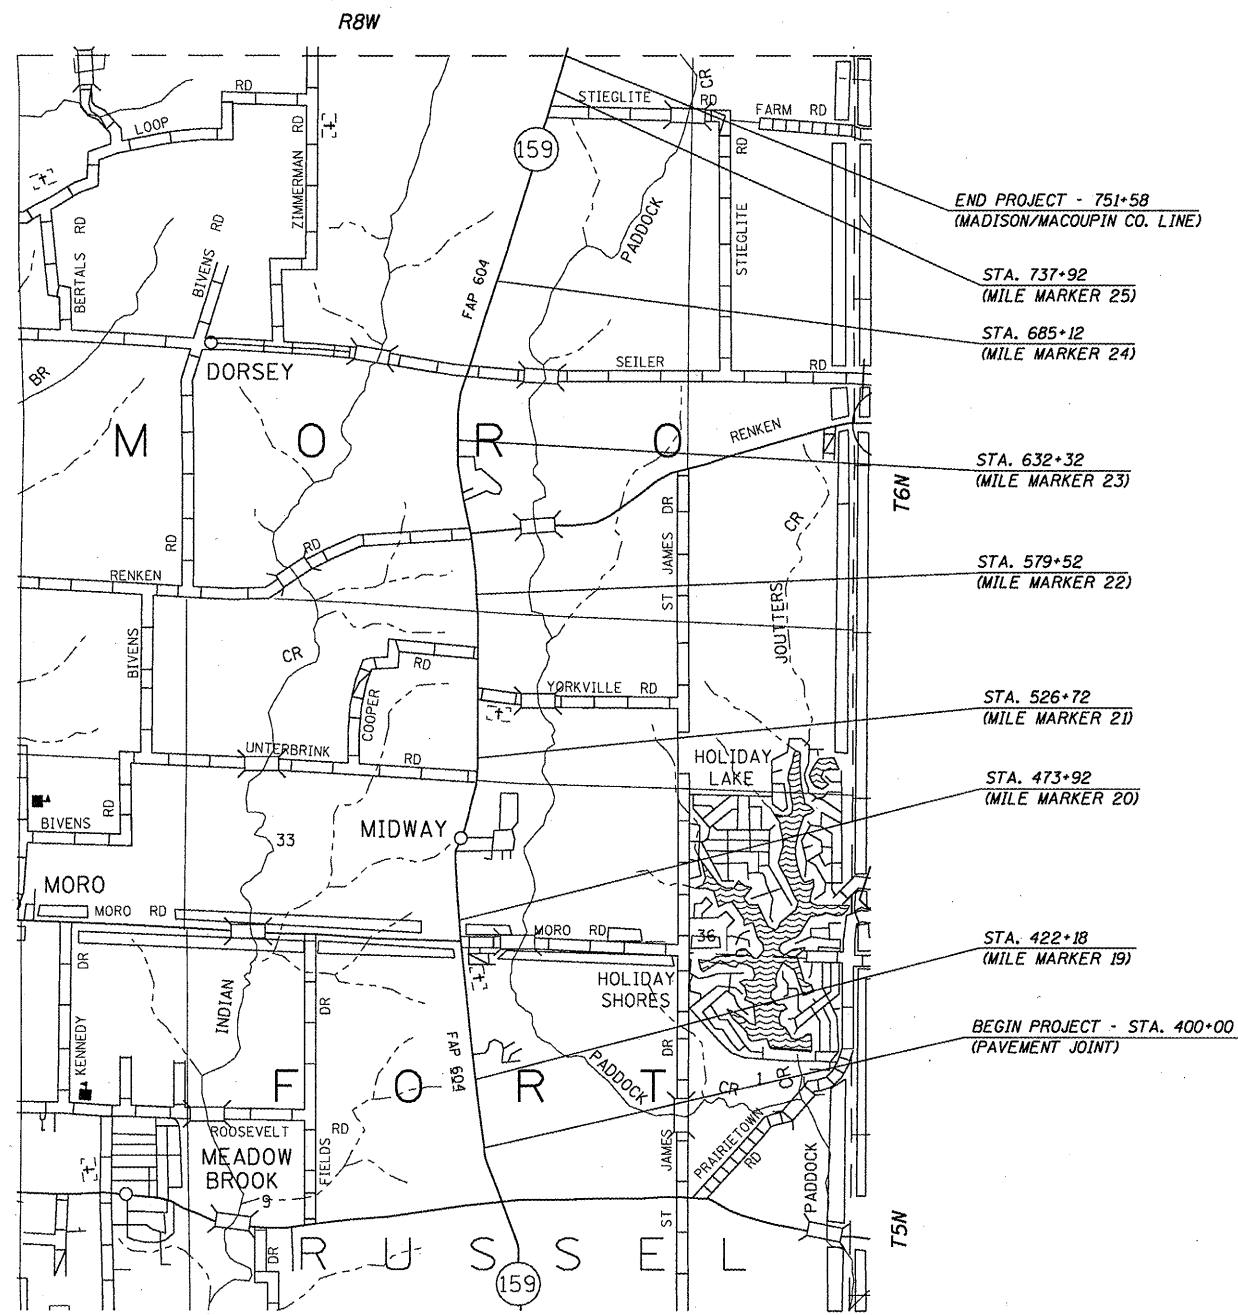 R8W
STIEGLITE RD
CR
FARM RD
RD
LOOP
ZIMMERMAN RD
159
END PROJECT - 751+58
(MADISON/MACOUPIN CO. LINE)
PADDOCK
STIEGLITE RD
BERTALS RD
BIVENS RD
FAP 604
STA. 737+92
(MILE MARKER 25)
STA. 685+12
(MILE MARKER 24)
BR
DORSEY
SEILER RD
M O R O
RENKEN
STA. 632+32
(MILE MARKER 23)
T6N
RD
RD
ST JAMES DR
CR
JOUTTERS
RENKEN
STA. 579+52
(MILE MARKER 22)
BIVENS
CR
RD
COOPER
YORKVILLE RD
STA. 526+72
(MILE MARKER 21)
UNTERBRINK RD
HOLIDAY
LAKE
STA. 473+92
(MILE MARKER 20)
BIVENS RD
33
MIDWAY
MORO
MORO RD
MORO RD
36
STA. 422+18
(MILE MARKER 19)
DR
KENNEDY
INDIAN
DR
HOLIDAY
SHORES
FAP 604
BEGIN PROJECT - STA. 400+00
(PAVEMENT JOINT)
DR
PADDOCK
CR
1
CR
F O R T
ROOSEVELT
MEADOW
BROOK
9
FIELDS RD
JAMES
ST
PRAIRIETOWN
RD
PADDOCK
T5N
DR
R U S S E L
159